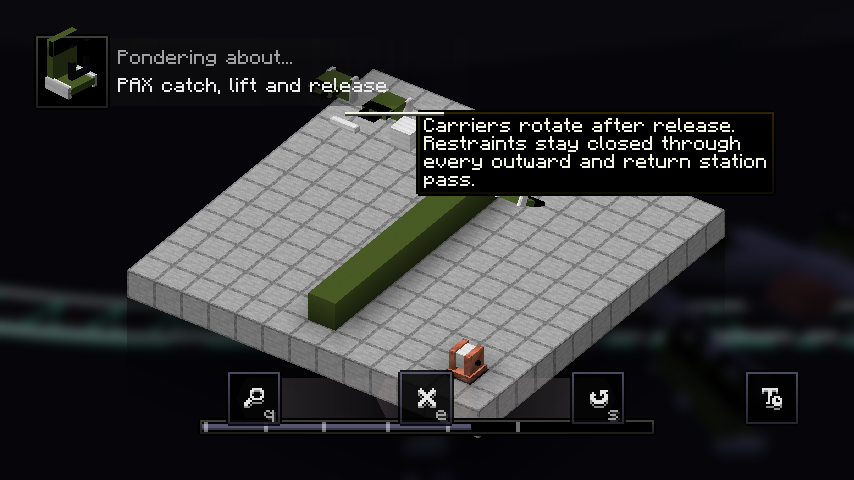 Pondering about...
PAX catch, lift and release
Carriers rotate after release.
Restraints stay closed through
every outward and return station
pass.
q
e
s
T